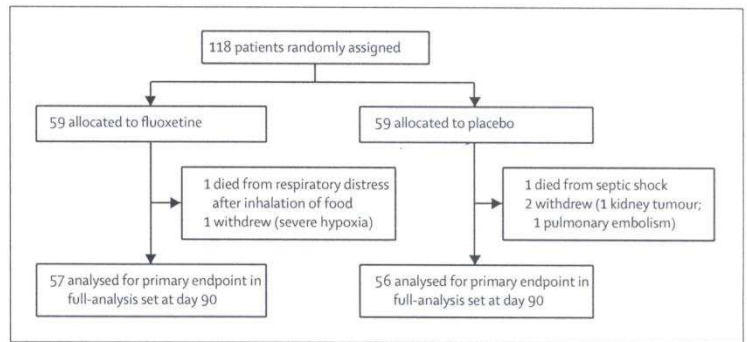 118 patients randomly assigned
59 allocated to fluoxetine
59 allocated to placebo
1 died from respiratory distress
after inhalation of food
1 withdrew (severe hypoxia)
1 died from septic shock
2 withdrew (1 kidney tumour;
1 pulmonary embolism)
57 analysed for primary endpoint in
full-analysis set at day 90
56 analysed for primary endpoint in
full-analysis set at day 90